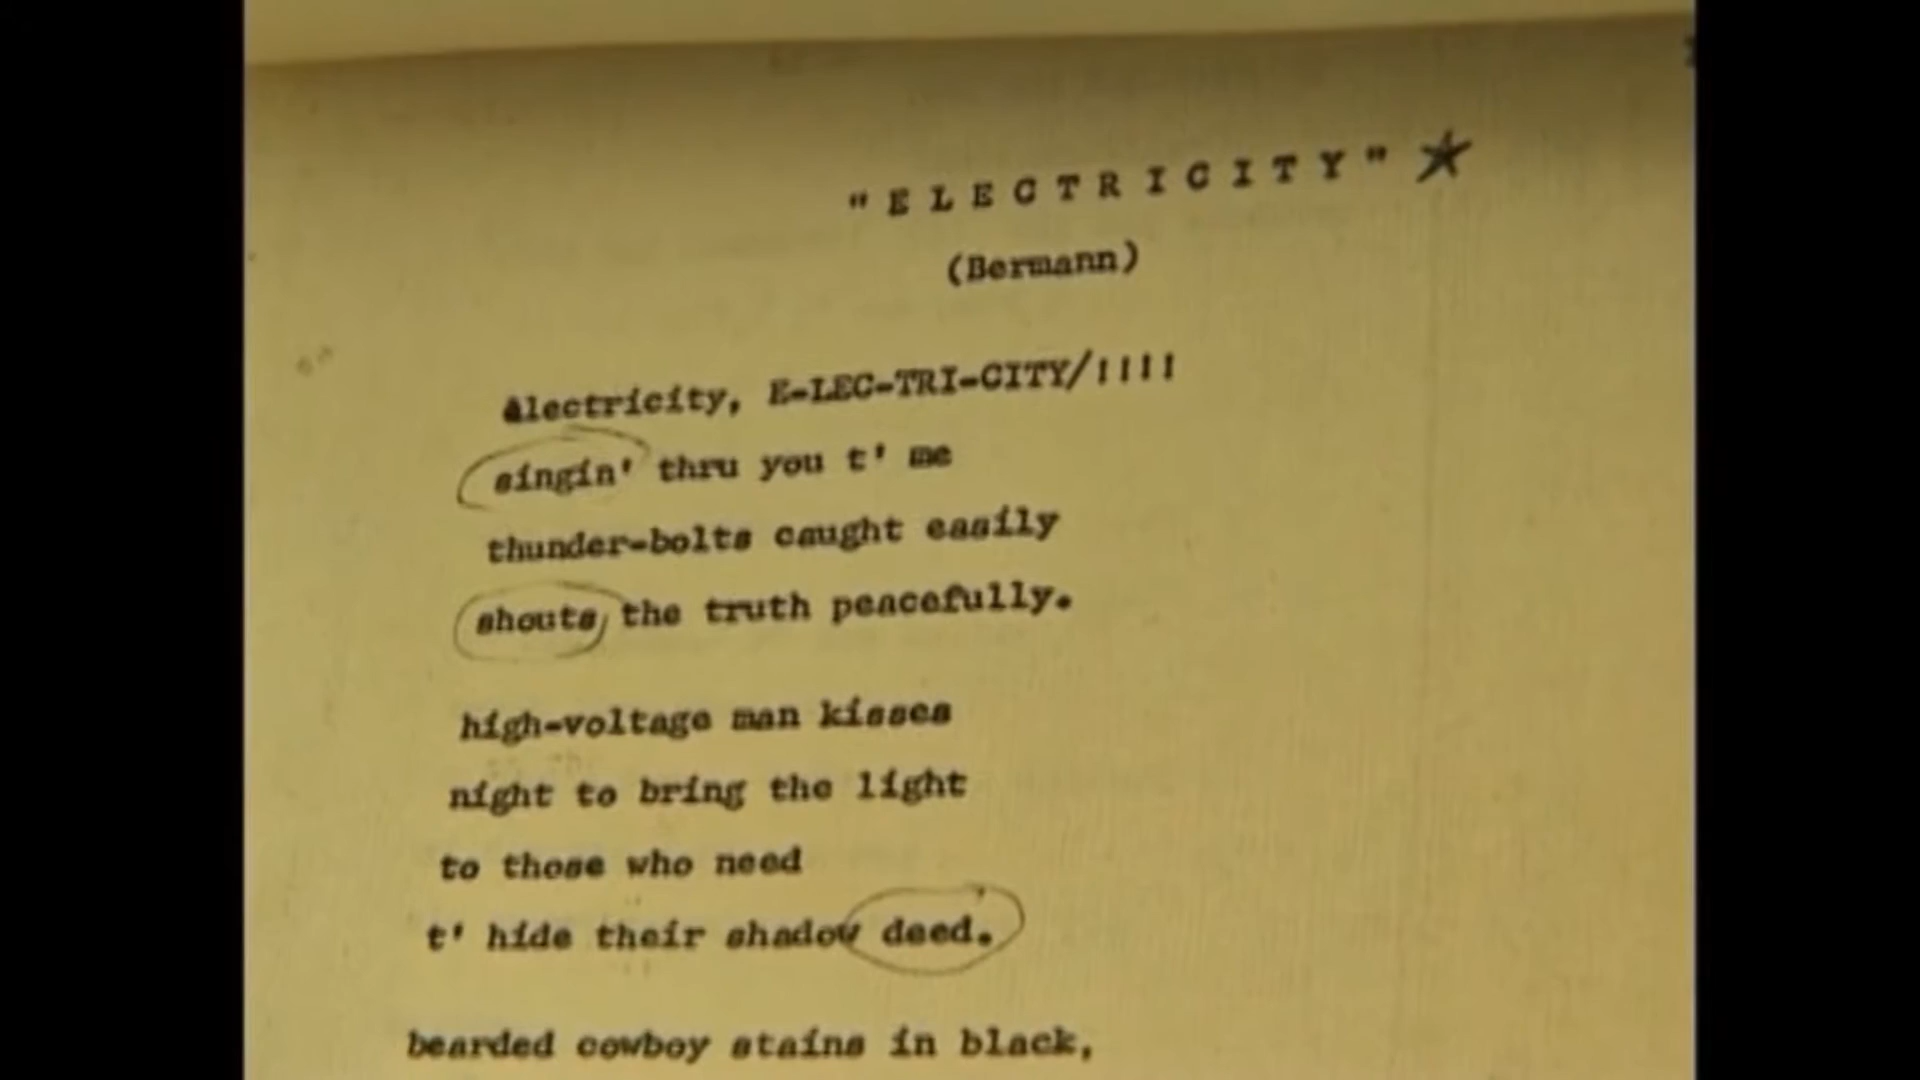 "ELECTRICITY" ★
(Bermann)
Electricity, E-LEC-TRI-CITY/!!!!
singin' thru you t' me
thunder-bolts caught easily
shouts, the truth peacefully.
high-voltage man kisses
night to bring the light
to those who need
t' hide their shadow deed.
bearded cowboy stains in black,